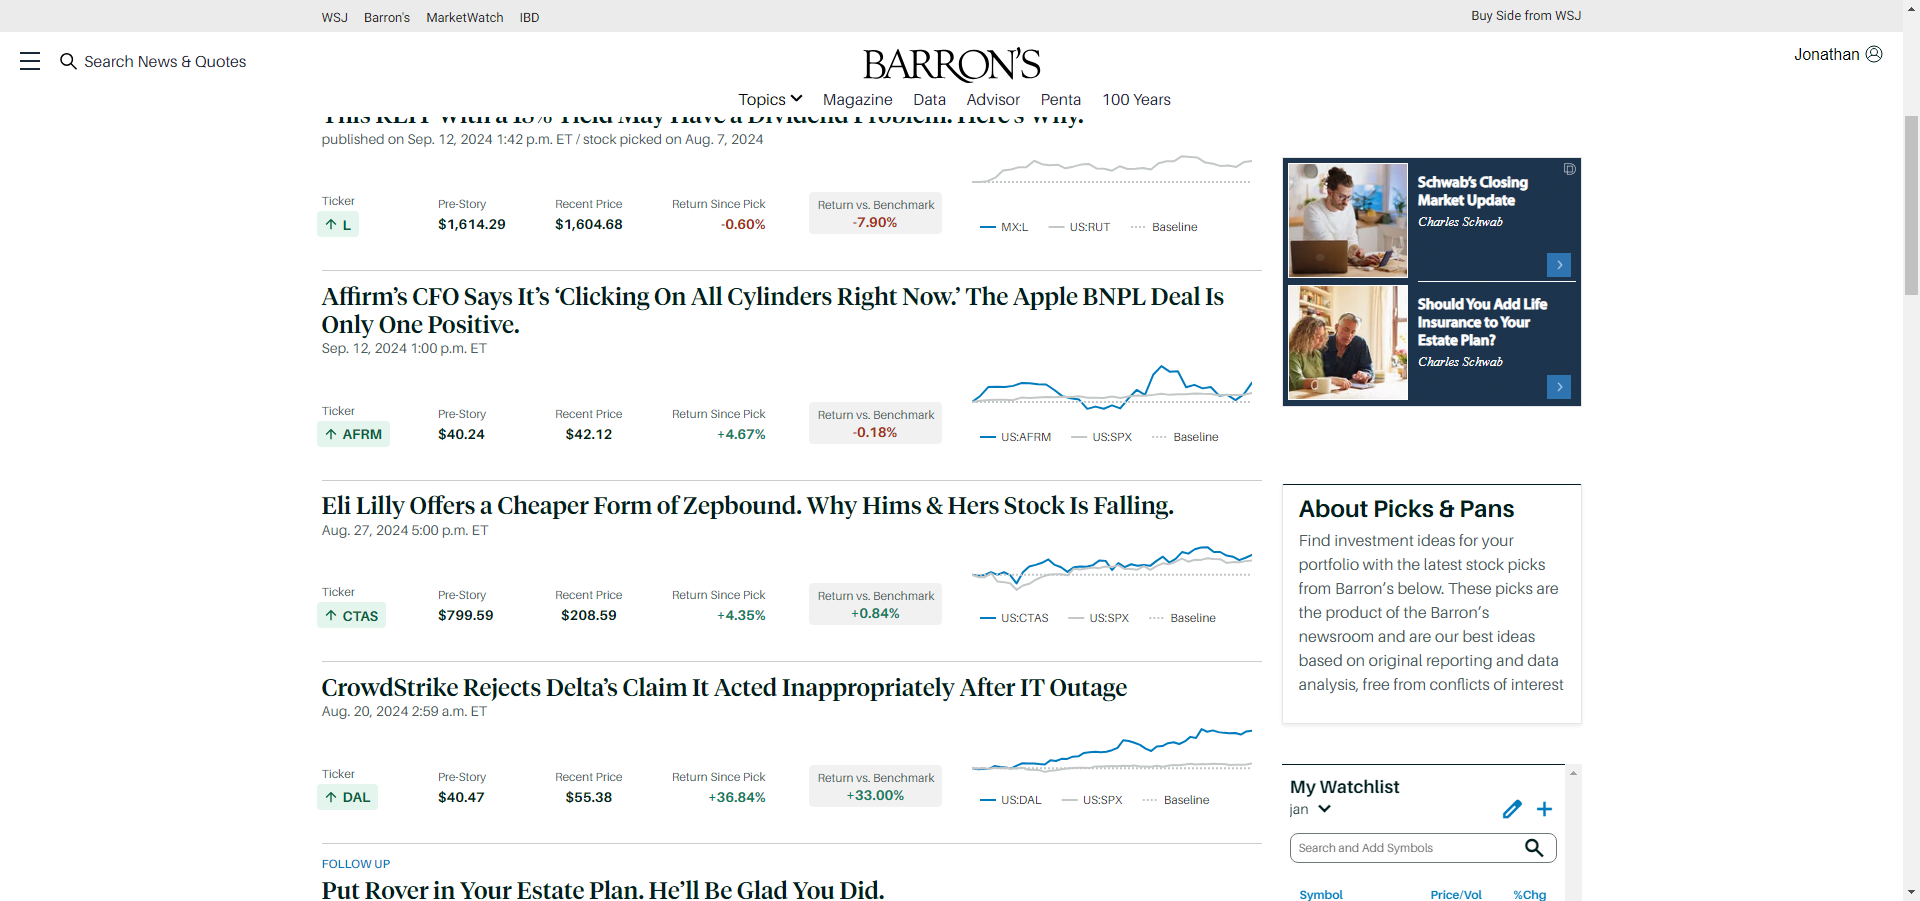 WSJ Barron's MarketWatch IBD
Buy Side from WSJ
Search News & Quotes
BARRON'S
Jonathan
Topics Magazine Data Advisor Penta 100 Years
This REIT With a 15% Yield May Have a Dividend Problem. Here's Why.
published on Sep. 12, 2024 1:42 p.m. ET / stock picked on Aug. 7, 2024
Ticker Pre-Story Recent Price Return Since Pick Return vs. Benchmark
↑ L $1,614.29 $1,604.68 -0.60% -7.90%
MX:L US:RUT Baseline
Affirm's CFO Says It's ‘Clicking On All Cylinders Right Now.’ The Apple BNPL Deal Is
Only One Positive.
Sep. 12, 2024 1:00 p.m. ET
Ticker Pre-Story Recent Price Return Since Pick Return vs. Benchmark
↑ AFRM $40.24 $42.12 +4.67% -0.18%
US:AFRM US:SPX Baseline
Eli Lilly Offers a Cheaper Form of Zepbound. Why Hims & Hers Stock Is Falling.
Aug. 27, 2024 5:00 p.m. ET
Ticker Pre-Story Recent Price Return Since Pick Return vs. Benchmark
↑ CTAS $799.59 $208.59 +4.35% +0.84%
US:CTAS US:SPX Baseline
CrowdStrike Rejects Delta's Claim It Acted Inappropriately After IT Outage
Aug. 20, 2024 2:59 a.m. ET
Ticker Pre-Story Recent Price Return Since Pick Return vs. Benchmark
↑ DAL $40.47 $55.38 +36.84% +33.00%
US:DAL US:SPX Baseline
FOLLOW UP
Put Rover in Your Estate Plan. He'll Be Glad You Did.
Schwab's Closing
Market Update
Charles Schwab
Should You Add Life
Insurance to Your
Estate Plan?
Charles Schwab
About Picks & Pans
Find investment ideas for your
portfolio with the latest stock picks
from Barron's below. These picks are
the product of the Barron's
newsroom and are our best ideas
based on original reporting and data
analysis, free from conflicts of interest
My Watchlist
jan
Search and Add Symbols
Symbol Price/Vol %Chg